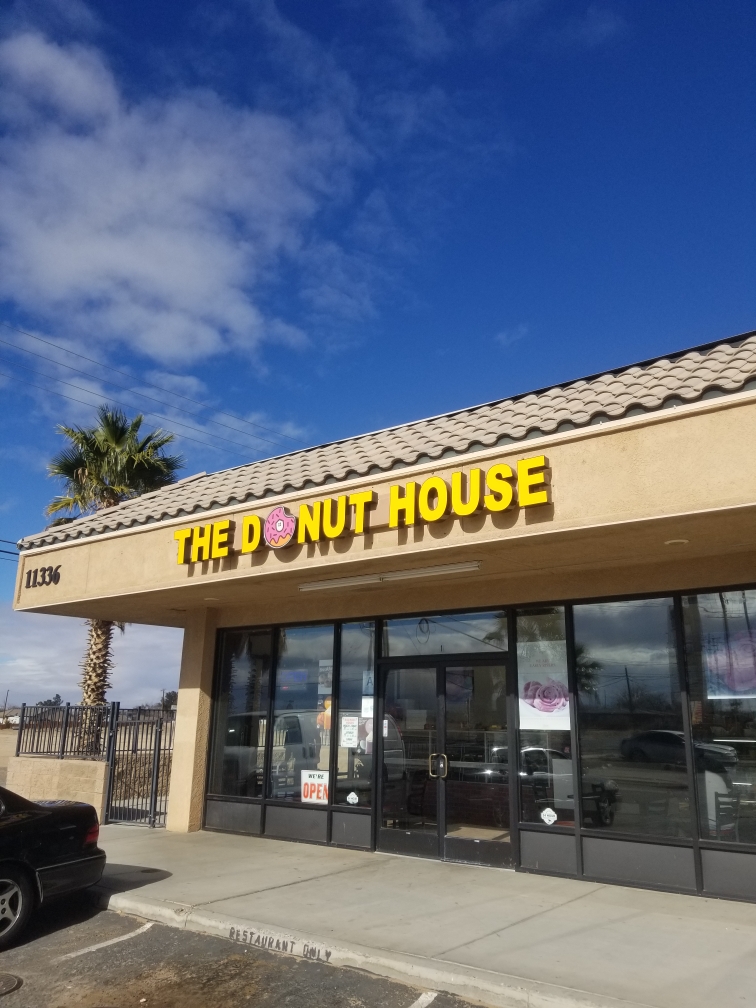 THE DONUT HOUSE
11336
WE'RE
OPEN
RESTAURANT ONLY